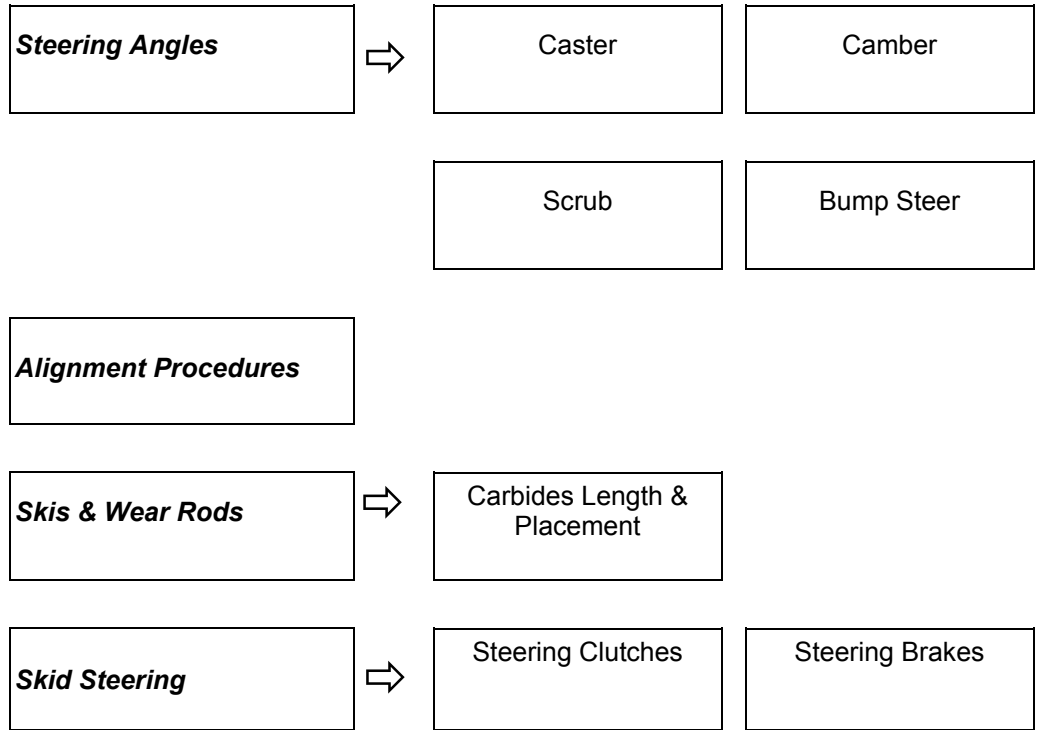 Steering Angles
Caster
Camber
Scrub
Bump Steer
Alignment Procedures
Skis & Wear Rods
Carbides Length &
Placement
Skid Steering
Steering Clutches
Steering Brakes